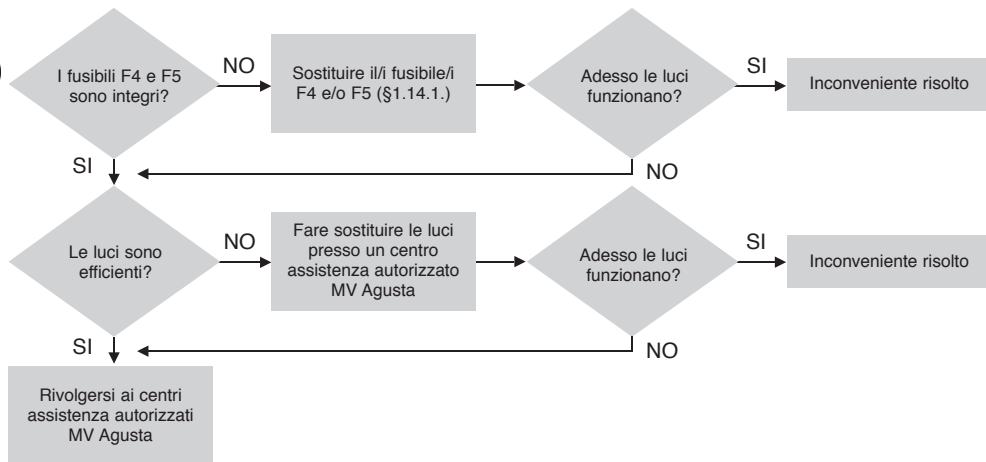 I fusibili F4 e F5
sono integri?
NO
Sostituire il/i fusibile/i
F4 e/o F5 (§1.14.1.)
Adesso le luci
funzionano?
SI
Inconveniente risolto
SI
NO
Le luci sono
efficienti?
NO
Fare sostituire le luci
presso un centro
assistenza autorizzato
MV Agusta
Adesso le luci
funzionano?
SI
Inconveniente risolto
SI
NO
Rivolgersi ai centri
assistenza autorizzati
MV Agusta